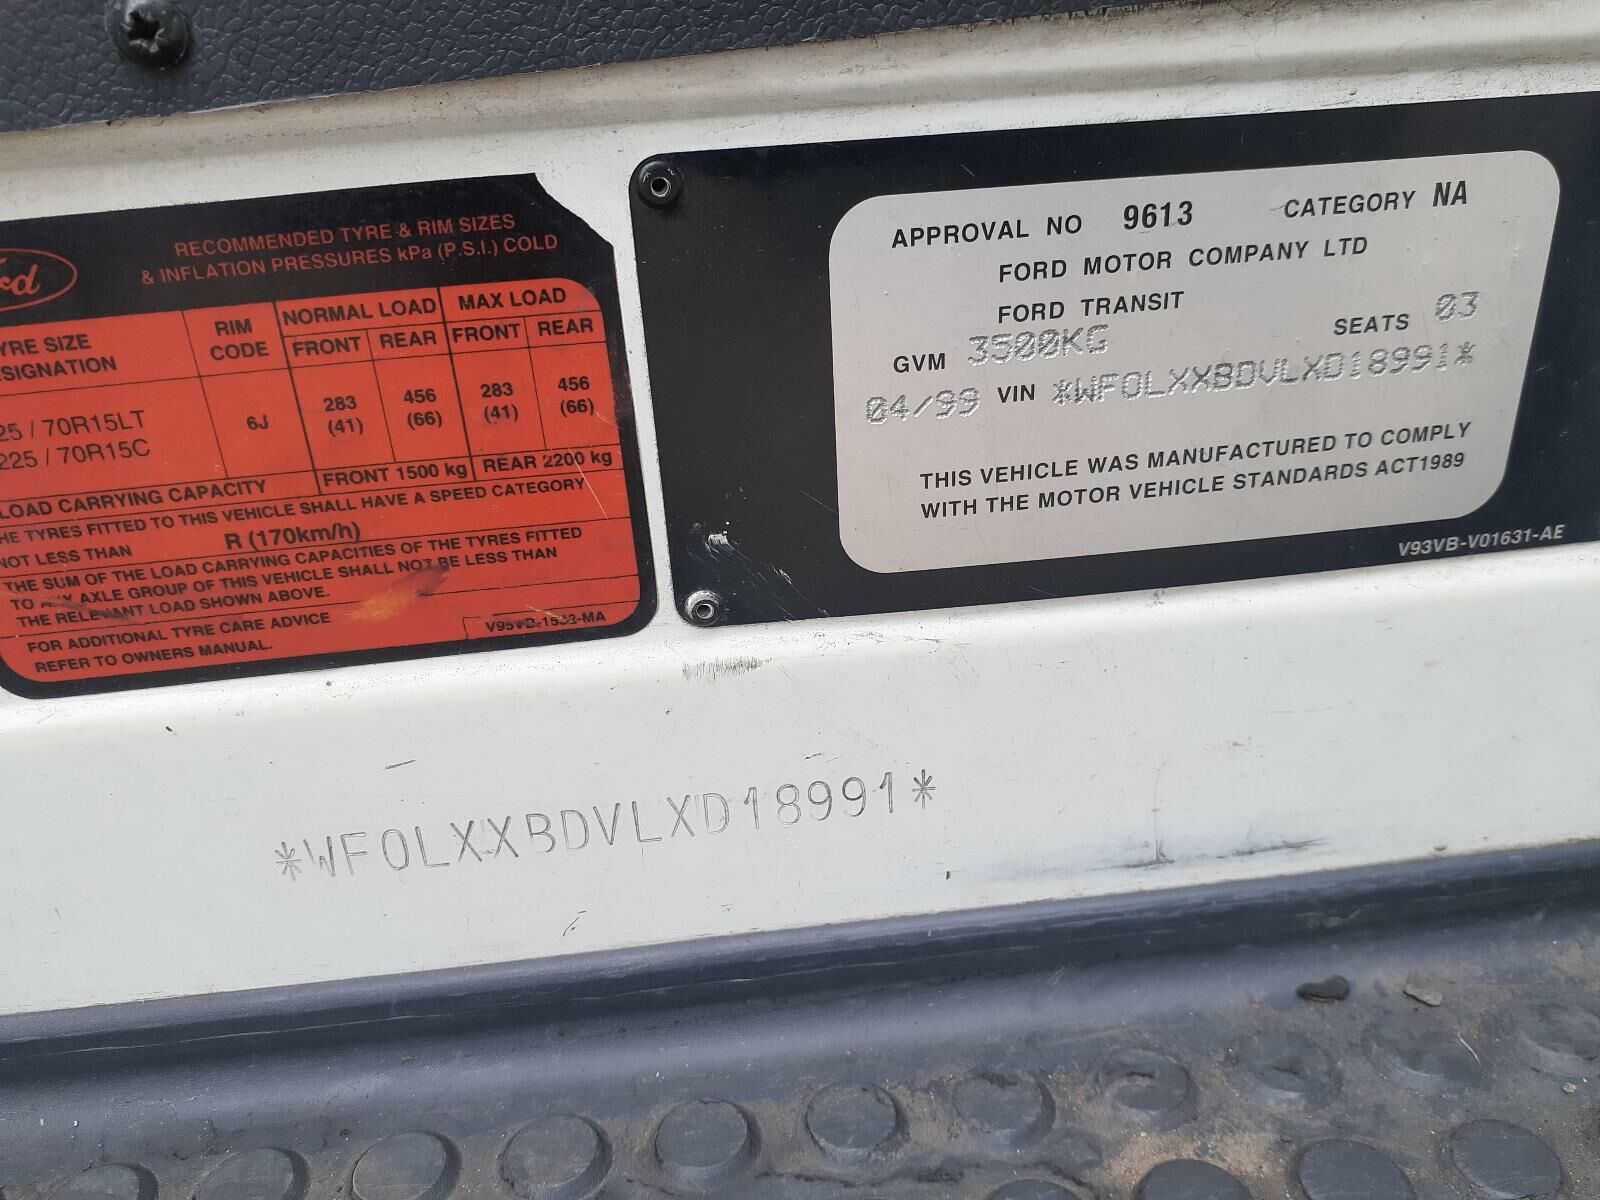 RECOMMENDED TYRE & RIM SIZES
& INFLATION PRESSURES kPa (P.S.I.) COLD
YRE SIZE
SIGNATION
RIM
CODE
NORMAL LOAD
MAX LOAD
FRONT REAR FRONT REAR
25 / 70R15LT
225 / 70R15C
6J
283
(41)
456
(66)
283
(41)
456
(66)
LOAD CARRYING CAPACITY FRONT 1500 kg REAR 2200 kg
HE TYRES FITTED TO THIS VEHICLE SHALL HAVE A SPEED CATEGORY
NOT LESS THAN R (170km/h)
THE SUM OF THE LOAD CARRYING CAPACITIES OF THE TYRES FITTED
TO ANY AXLE GROUP OF THIS VEHICLE SHALL NOT BE LESS THAN
THE RELEVANT LOAD SHOWN ABOVE.
FOR ADDITIONAL TYRE CARE ADVICE
REFER TO OWNERS MANUAL.
APPROVAL NO 9613 CATEGORY NA
FORD MOTOR COMPANY LTD
FORD TRANSIT
GVM 3500KG SEATS 03
04/99 VIN *WF0LXXBDVLXD18991*
THIS VEHICLE WAS MANUFACTURED TO COMPLY
WITH THE MOTOR VEHICLE STANDARDS ACT1989
V93VB-V01631-AE
*WF0LXXBDVLXD18991*